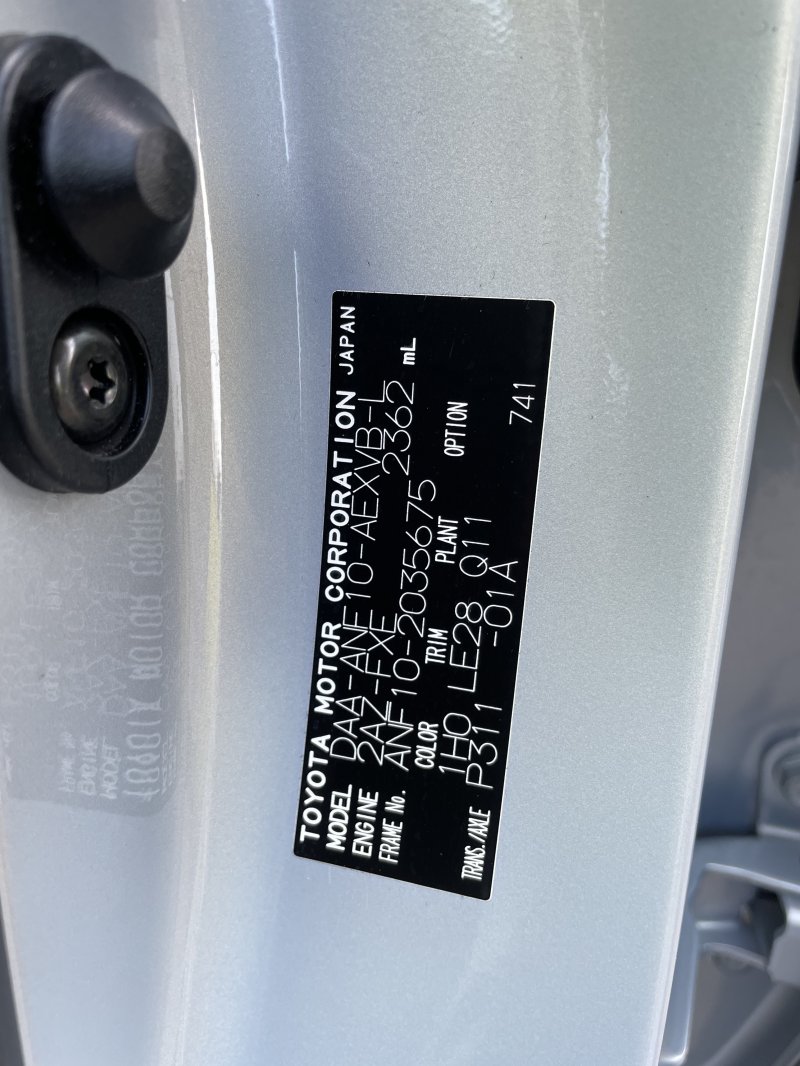 TOYOTA MOTOR CORPORATION JAPAN
MODEL DAA-ANF10-AEXVB-L
ENGINE 2AZ-FXE 2362 mL
FRAME No. ANF10-2035675
COLOR TRIM PLANT OPTION
1H0 LE28 Q11
TRANS./AXLE P311 -01A 741